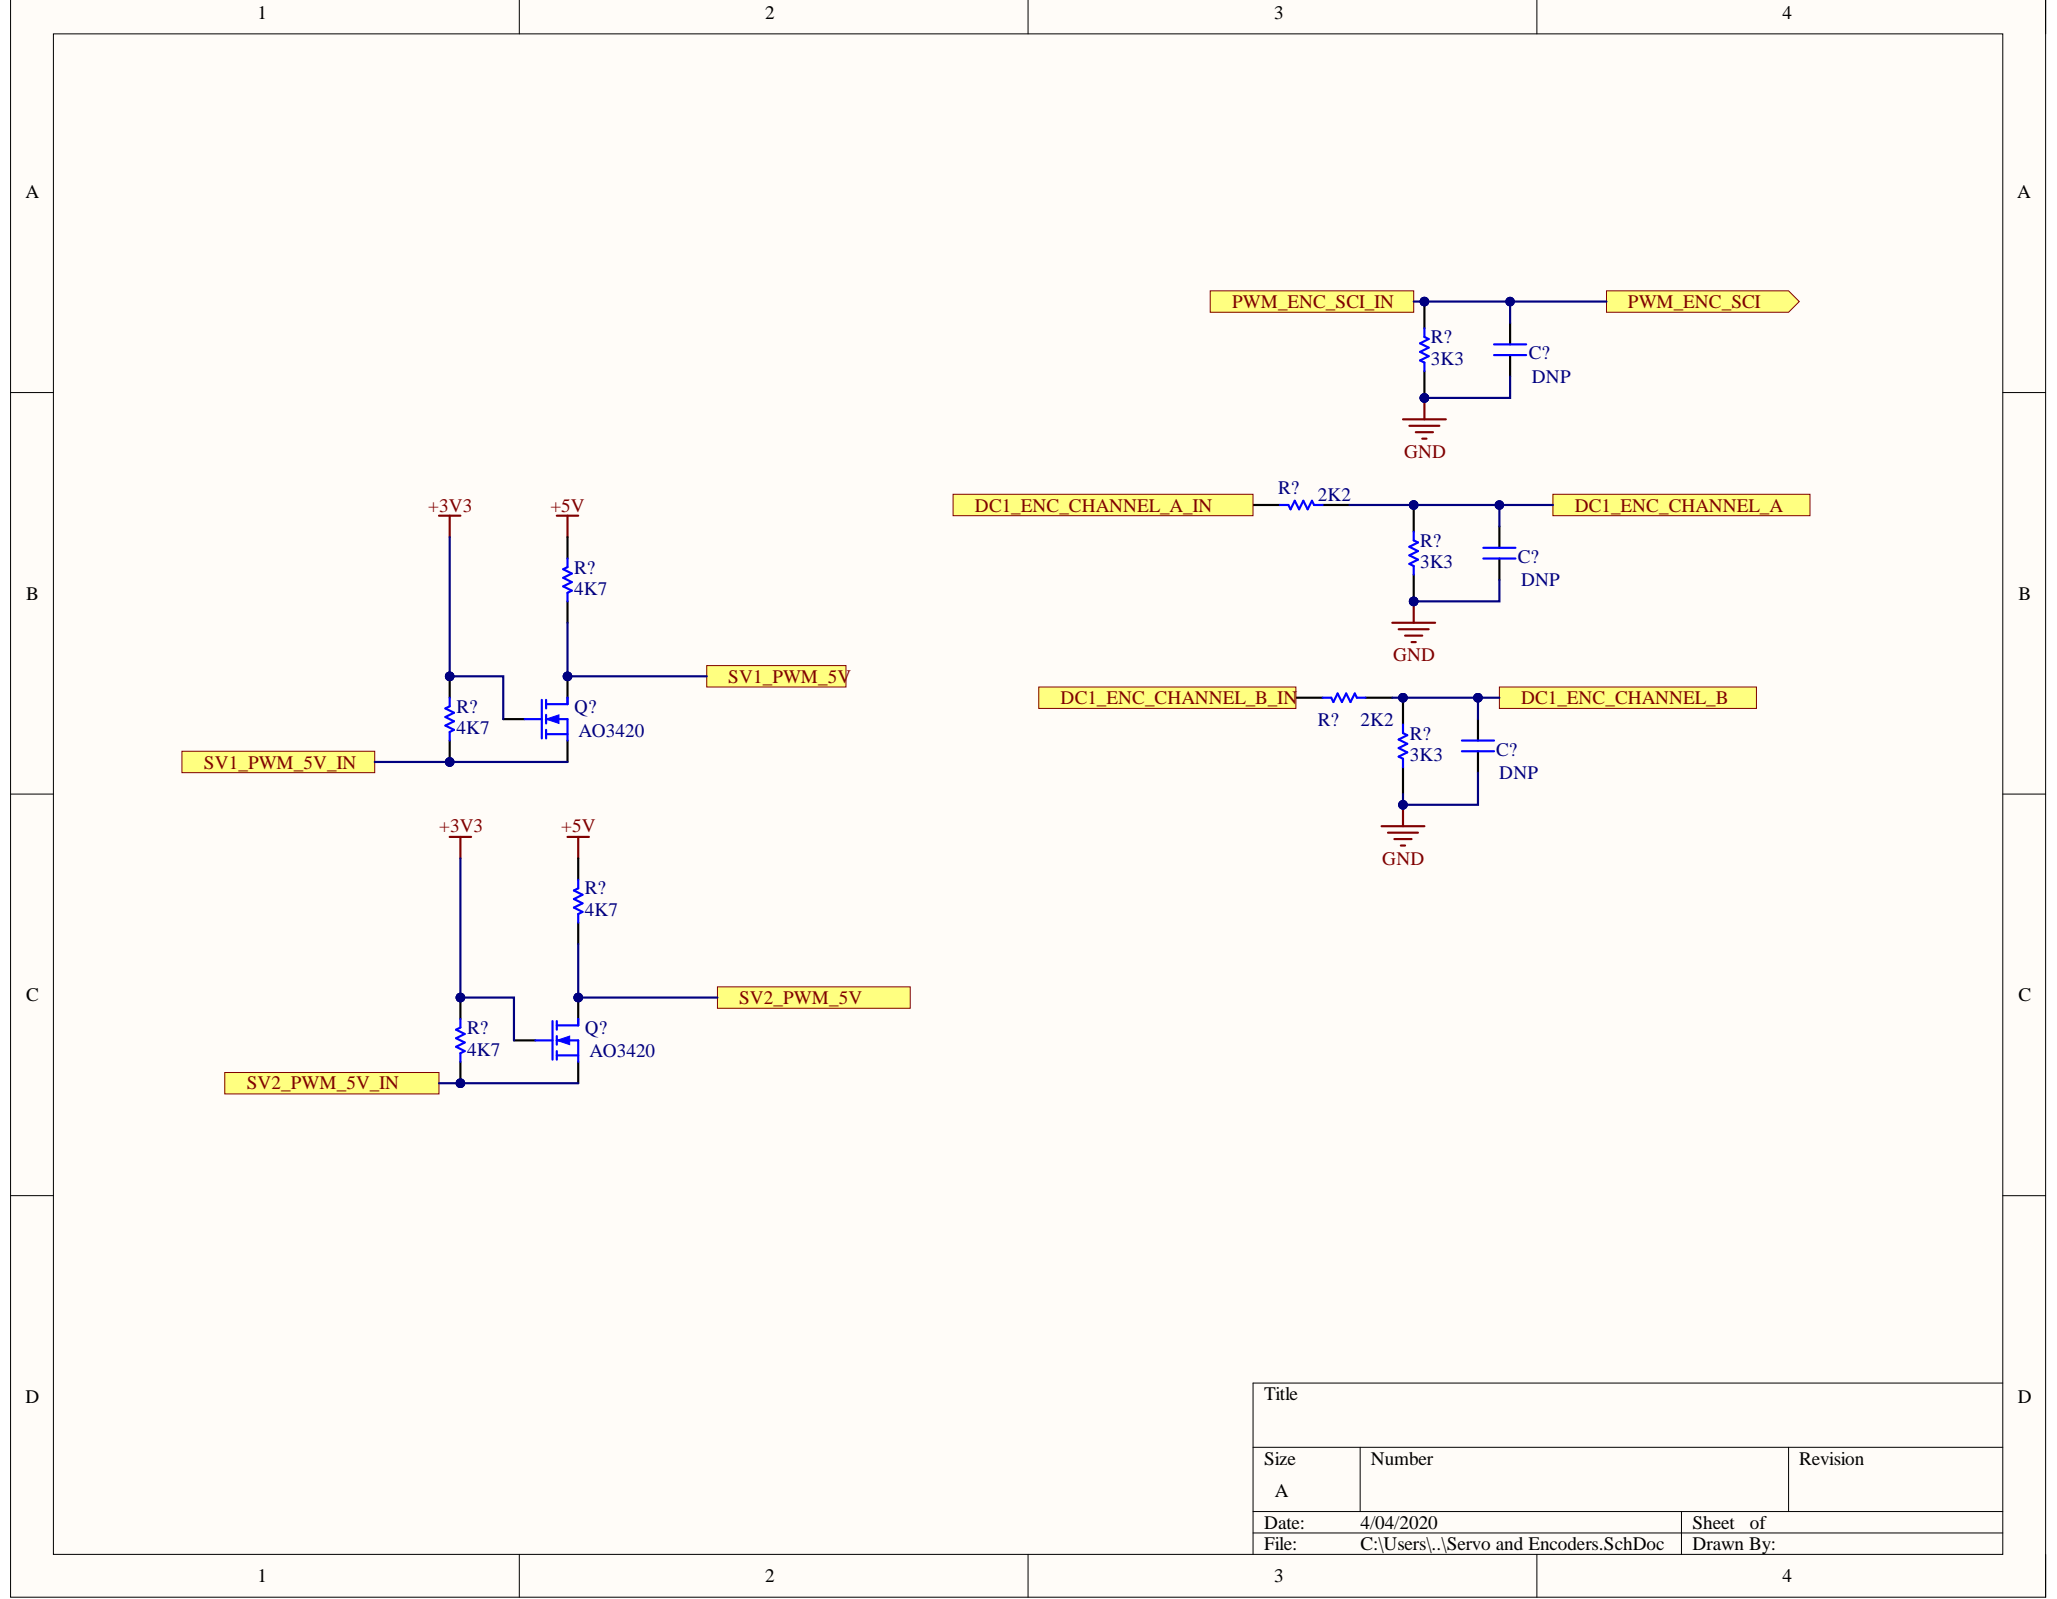 1 2 3 4
A A
PWM_ENC_SCI_IN PWM_ENC_SCI
R?
3K3
C?
DNP
GND
DC1_ENC_CHANNEL_A_IN R? 2K2 DC1_ENC_CHANNEL_A
R?
3K3
C?
DNP
GND
+3V3 +5V
R?
4K7
B B
SV1_PWM_5V
R?
4K7
Q?
AO3420
SV1_PWM_5V_IN
DC1_ENC_CHANNEL_B_IN R? 2K2 DC1_ENC_CHANNEL_B
R?
3K3
C?
DNP
GND
+3V3 +5V
R?
4K7
C C
SV2_PWM_5V
R?
4K7
Q?
AO3420
SV2_PWM_5V_IN
D D
Title
Size Number Revision
A
Date: 4/04/2020 Sheet of
File: C:\Users\..\Servo and Encoders.SchDoc Drawn By:
1 2 3 4